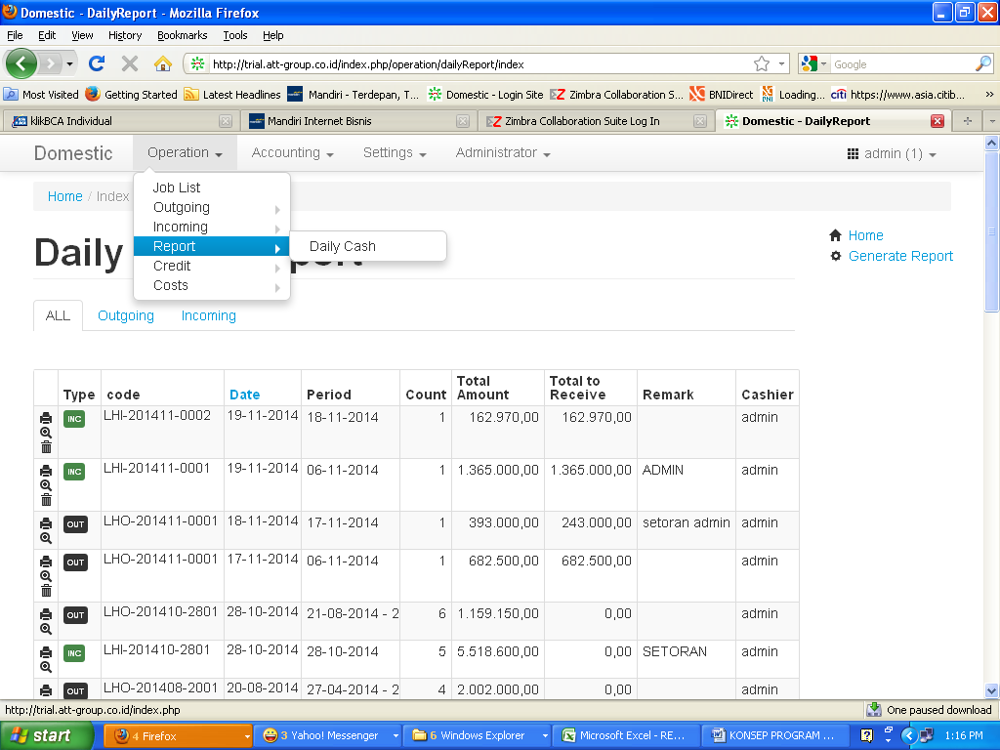 Domestic - DailyReport - Mozilla Firefox
File Edit View History Bookmarks Tools Help
http://trial.att-group.co.id/index.php/operation/dailyReport/index
Google
Most Visited Getting Started Latest Headlines Mandiri - Terdepan, T... Domestic - Login Site Zimbra Collaboration S... BNIDirect Loading... https://www.asia.citib... »
klikBCA Individual Mandiri Internet Bisnis Zimbra Collaboration Suite Log In Domestic - DailyReport
Domestic Operation Accounting Settings Administrator admin (1)
Home / Index
Job List
Outgoing
Incoming
Report Daily Cash
Credit
Costs
Daily
Home
Generate Report
ALL Outgoing Incoming
Type code Date Period Count Total Amount Total to Receive Remark Cashier
INC LHI-201411-0002 19-11-2014 18-11-2014 1 162.970,00 162.970,00 admin
INC LHI-201411-0001 19-11-2014 06-11-2014 1 1.365.000,00 1.365.000,00 ADMIN admin
OUT LHO-201411-0001 18-11-2014 17-11-2014 1 393.000,00 243.000,00 setoran admin admin
OUT LHO-201411-0001 17-11-2014 06-11-2014 1 682.500,00 682.500,00 admin
OUT LHO-201410-2801 28-10-2014 21-08-2014 - 2 6 1.159.150,00 0,00 admin
INC LHI-201410-2801 28-10-2014 28-10-2014 5 5.518.600,00 0,00 SETORAN admin
OUT LHO-201408-2001 20-08-2014 27-04-2014 - 2 4 2.002.000,00 0,00 admin
http://trial.att-group.co.id/index.php One paused download
start 4 Firefox 3 Yahoo! Messenger 6 Windows Explorer Microsoft Excel - RE... KONSEP PROGRAM ... 1:16 PM